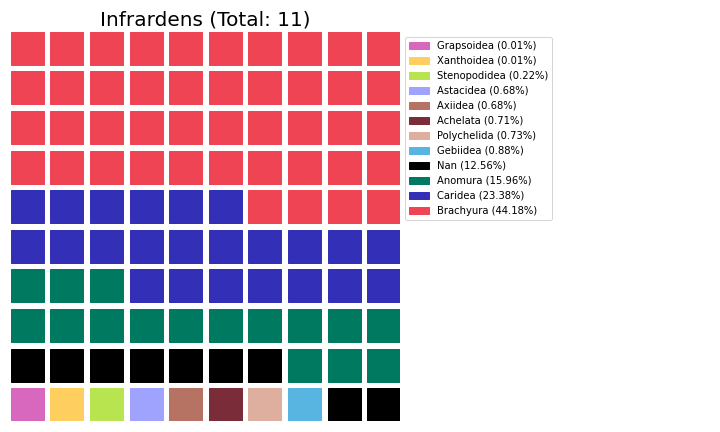 Infrardens (Total: 11)
Grapsoidea (0.01%)
Xanthoidea (0.01%)
Stenopodidea (0.22%)
Astacidea (0.68%)
Axiidea (0.68%)
Achelata (0.71%)
Polychelida (0.73%)
Gebiidea (0.88%)
Nan (12.56%)
Anomura (15.96%)
Caridea (23.38%)
Brachyura (44.18%)